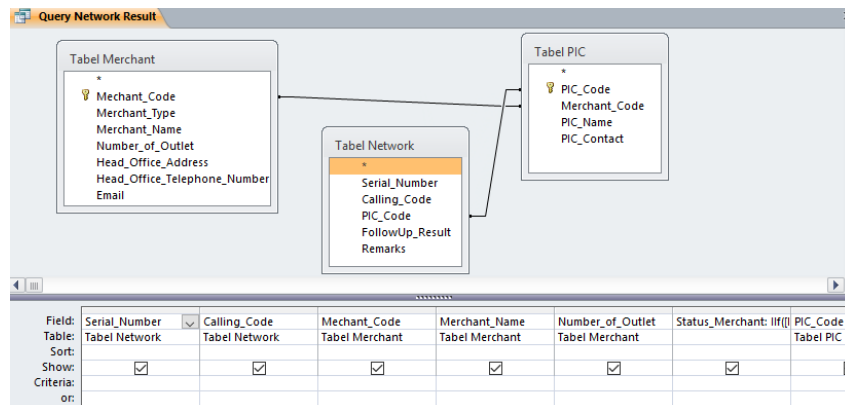 Query Network Result
Tabel Merchant
*
Mechant_Code
Merchant_Type
Merchant_Name
Number_of_Outlet
Head_Office_Address
Head_Office_Telephone_Number
Email
Tabel Network
*
Serial_Number
Calling_Code
PIC_Code
FollowUp_Result
Remarks
Tabel PIC
*
PIC_Code
Merchant_Code
PIC_Name
PIC_Contact
Field: Serial_Number Calling_Code Mechant_Code Merchant_Name Number_of_Outlet Status_Merchant: IIf([ PIC_Code
Table: Tabel Network Tabel Network Tabel Merchant Tabel Merchant Tabel Merchant Tabel PIC
Sort:
Show:
Criteria:
or: